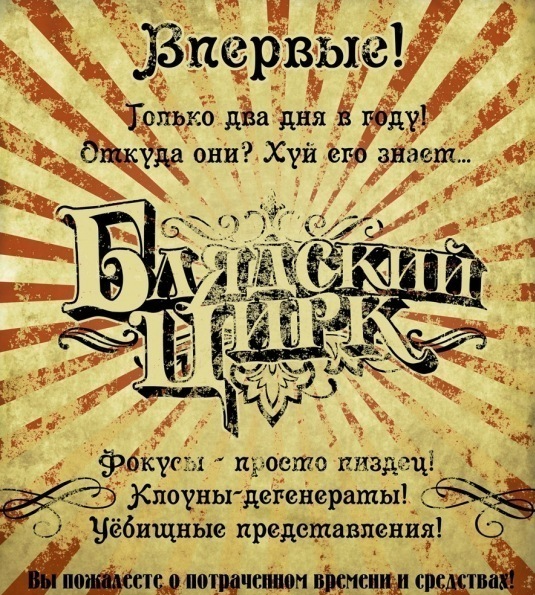 Впервые!
Только два дня в году!
Откуда они? Хуй его знает...
Блядский
Цирк
Фокусы - просто пиздец!
Клоуны-дегенераты!
Уёбищные представления!
Вы пожалеете о потраченном времени и средствах!